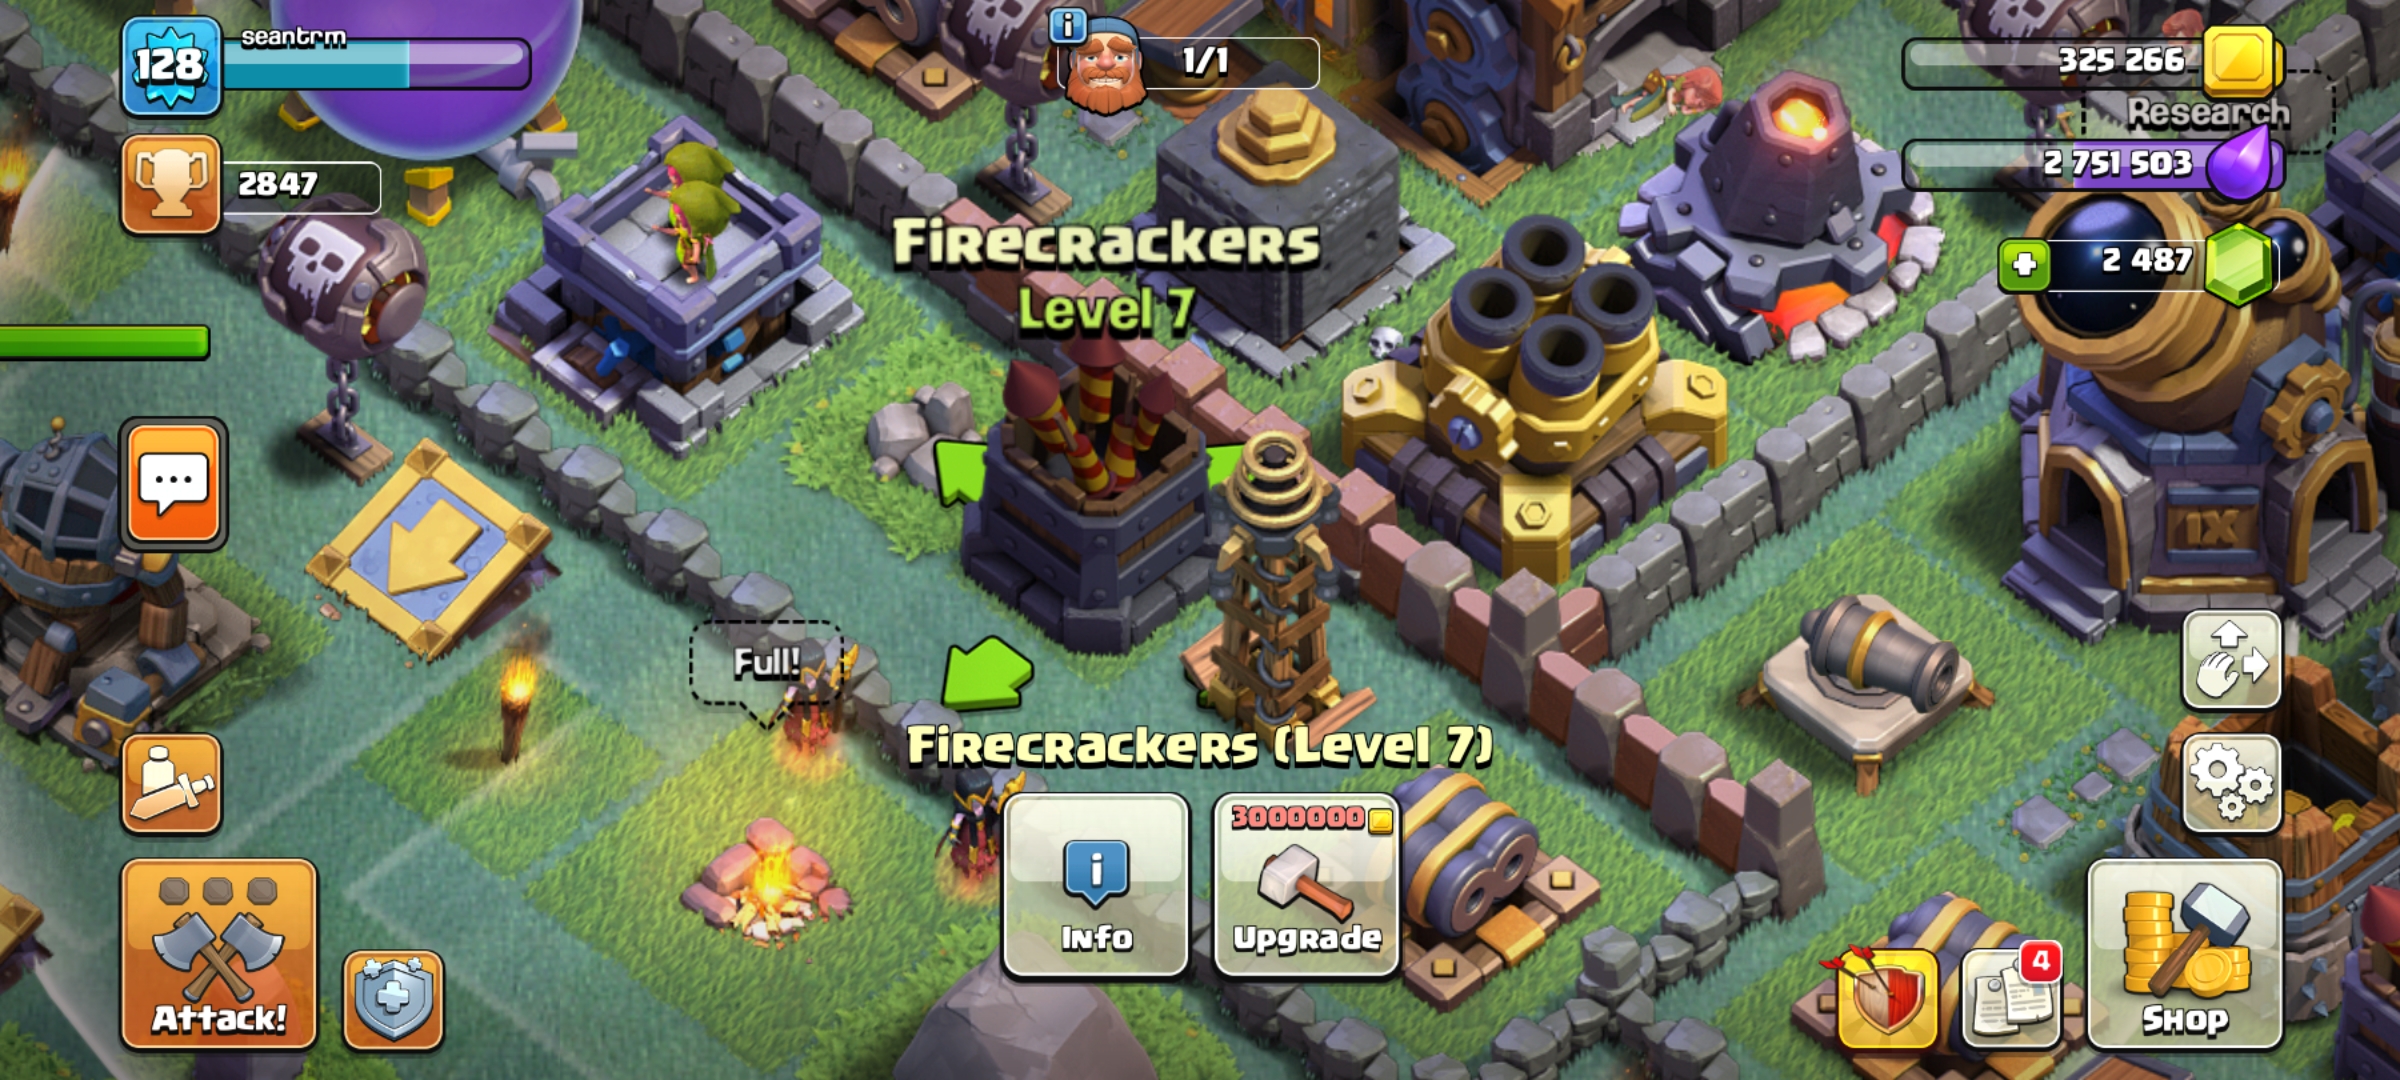 128
seantrm
1/1
325 266
Research
2847
2 751 503
Firecrackers
Level 7
2 487
IX
Full!
Firecrackers (Level 7)
3000000
i
i
Info
Upgrade
Attack!
4
Shop